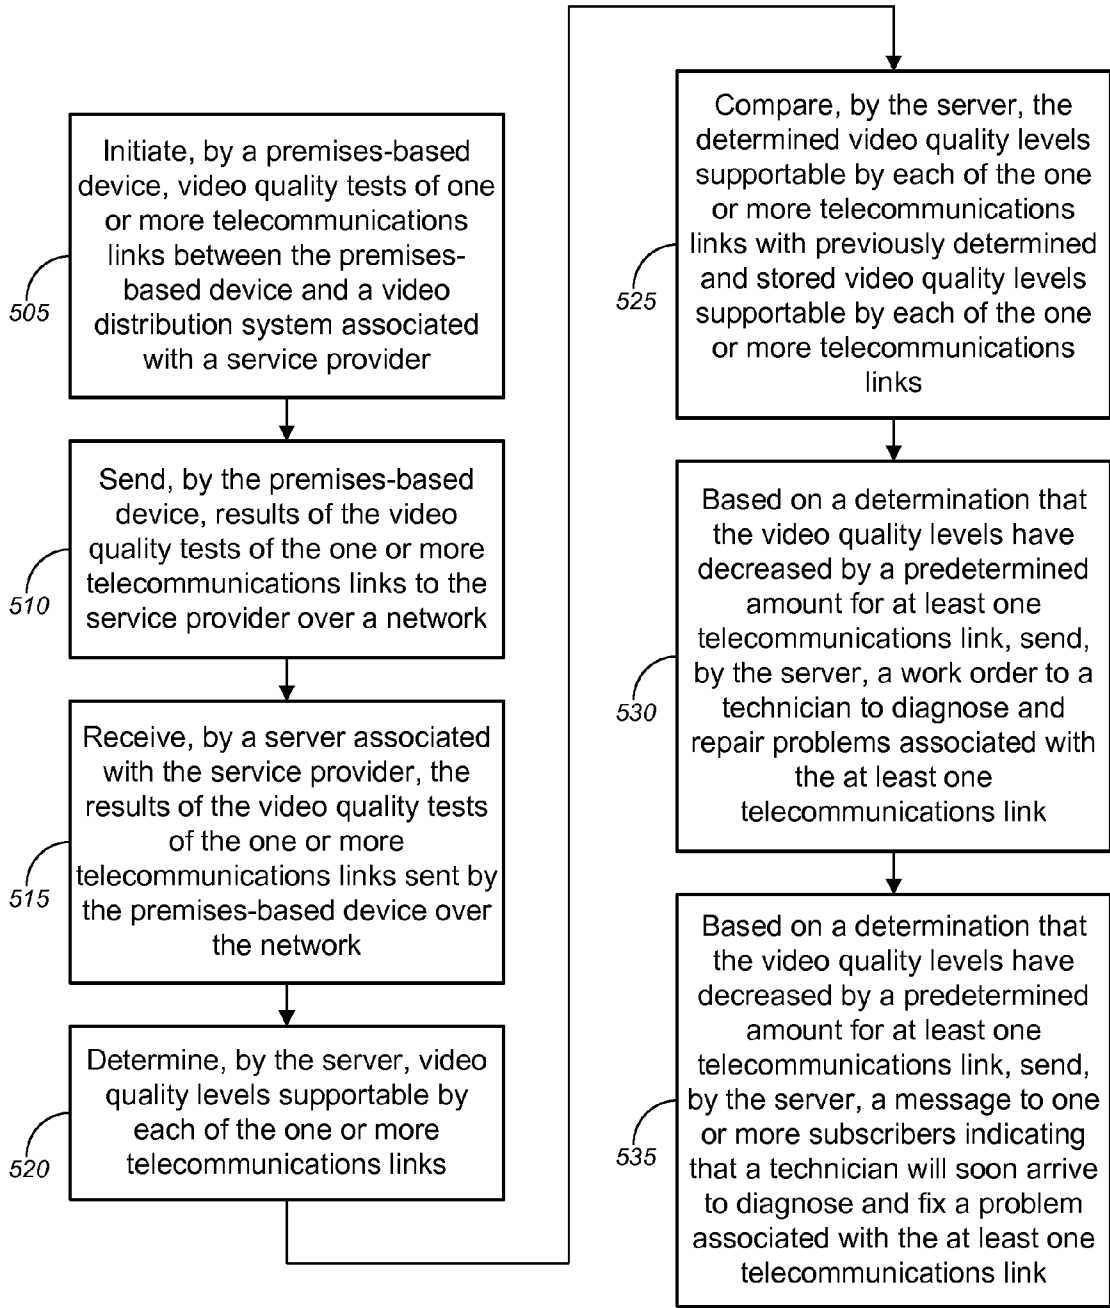 Initiate, by a premises-based
device, video quality tests of one
or more telecommunications
links between the premises-
based device and a video
distribution system associated
with a service provider
505
Send, by the premises-based
device, results of the video
quality tests of the one or more
telecommunications links to the
service provider over a network
510
Receive, by a server associated
with the service provider, the
results of the video quality tests
of the one or more
telecommunications links sent by
the premises-based device over
the network
515
Determine, by the server, video
quality levels supportable by
each of the one or more
telecommunications links
520
Compare, by the server, the
determined video quality levels
supportable by each of the one
or more telecommunications
links with previously determined
and stored video quality levels
supportable by each of the one
or more telecommunications
links
525
Based on a determination that
the video quality levels have
decreased by a predetermined
amount for at least one
telecommunications link, send,
by the server, a work order to a
technician to diagnose and
repair problems associated with
the at least one
telecommunications link
530
Based on a determination that
the video quality levels have
decreased by a predetermined
amount for at least one
telecommunications link, send,
by the server, a message to one
or more subscribers indicating
that a technician will soon arrive
to diagnose and fix a problem
associated with the at least one
telecommunications link
535